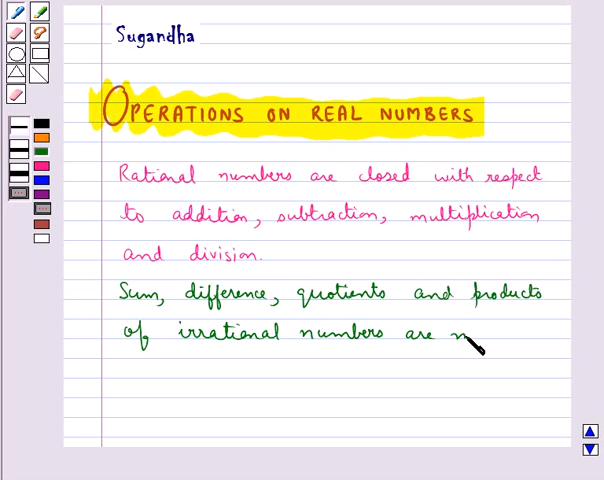 Sugandha
OPERATIONS ON REAL NUMBERS
Rational numbers are closed with respect
to addition, subtraction, multiplication
and division.
Sum, difference, quotients and products
of irrational numbers are